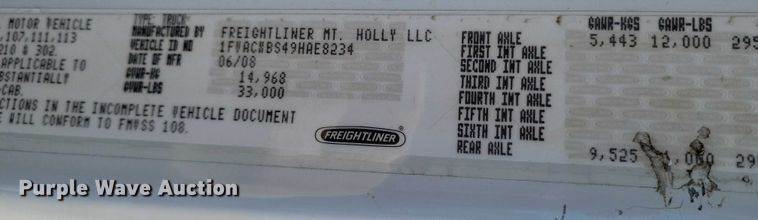 MOTOR VEHICLE
,107,111,113
210 & 302.
APPLICABLE TO
BSTANTIALLY
-CAB.
CTIONS IN THE INCOMPLETE VEHICLE DOCUMENT
E WILL CONFORM TO FMVSS 108.
TYPE: TRUCK
MANUFACTURED BY FREIGHTLINER MT. HOLLY LLC
VEHICLE ID NO 1FVACWBS49HAE8234
DATE OF MFR 06/08
GVWR-KG 14,968
GVWR-LBS 33,000
FREIGHTLINER
GAWR-KGS GAWR-LBS
FRONT AXLE 5,443 12,000 295
FIRST INT AXLE
SECOND INT AXLE
THIRD INT AXLE
FOURTH INT AXLE
FIFTH INT AXLE
SIXTH INT AXLE
REAR AXLE 9,525 ,000 29
Purple Wave Auction